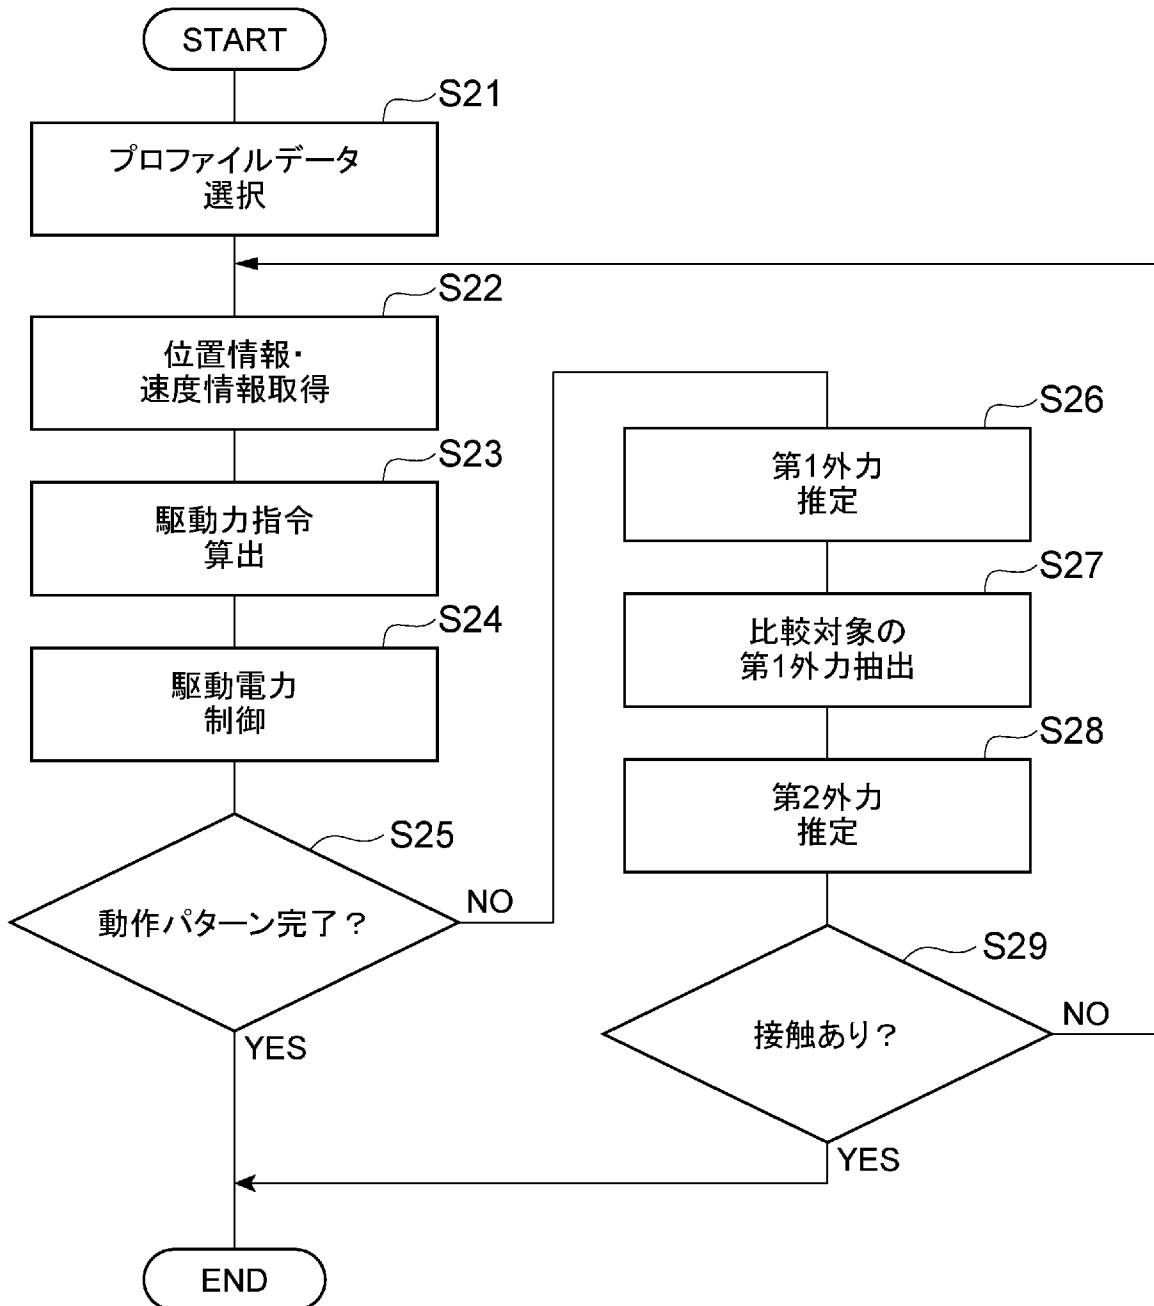 START
S21
プロファイルデータ
選択
S22
位置情報・
速度情報取得
S23
駆動力指令
算出
S24
駆動電力
制御
S25
動作パターン完了？
NO
YES
S26
第1外力
推定
S27
比較対象の
第1外力抽出
S28
第2外力
推定
S29
接触あり？
NO
YES
END